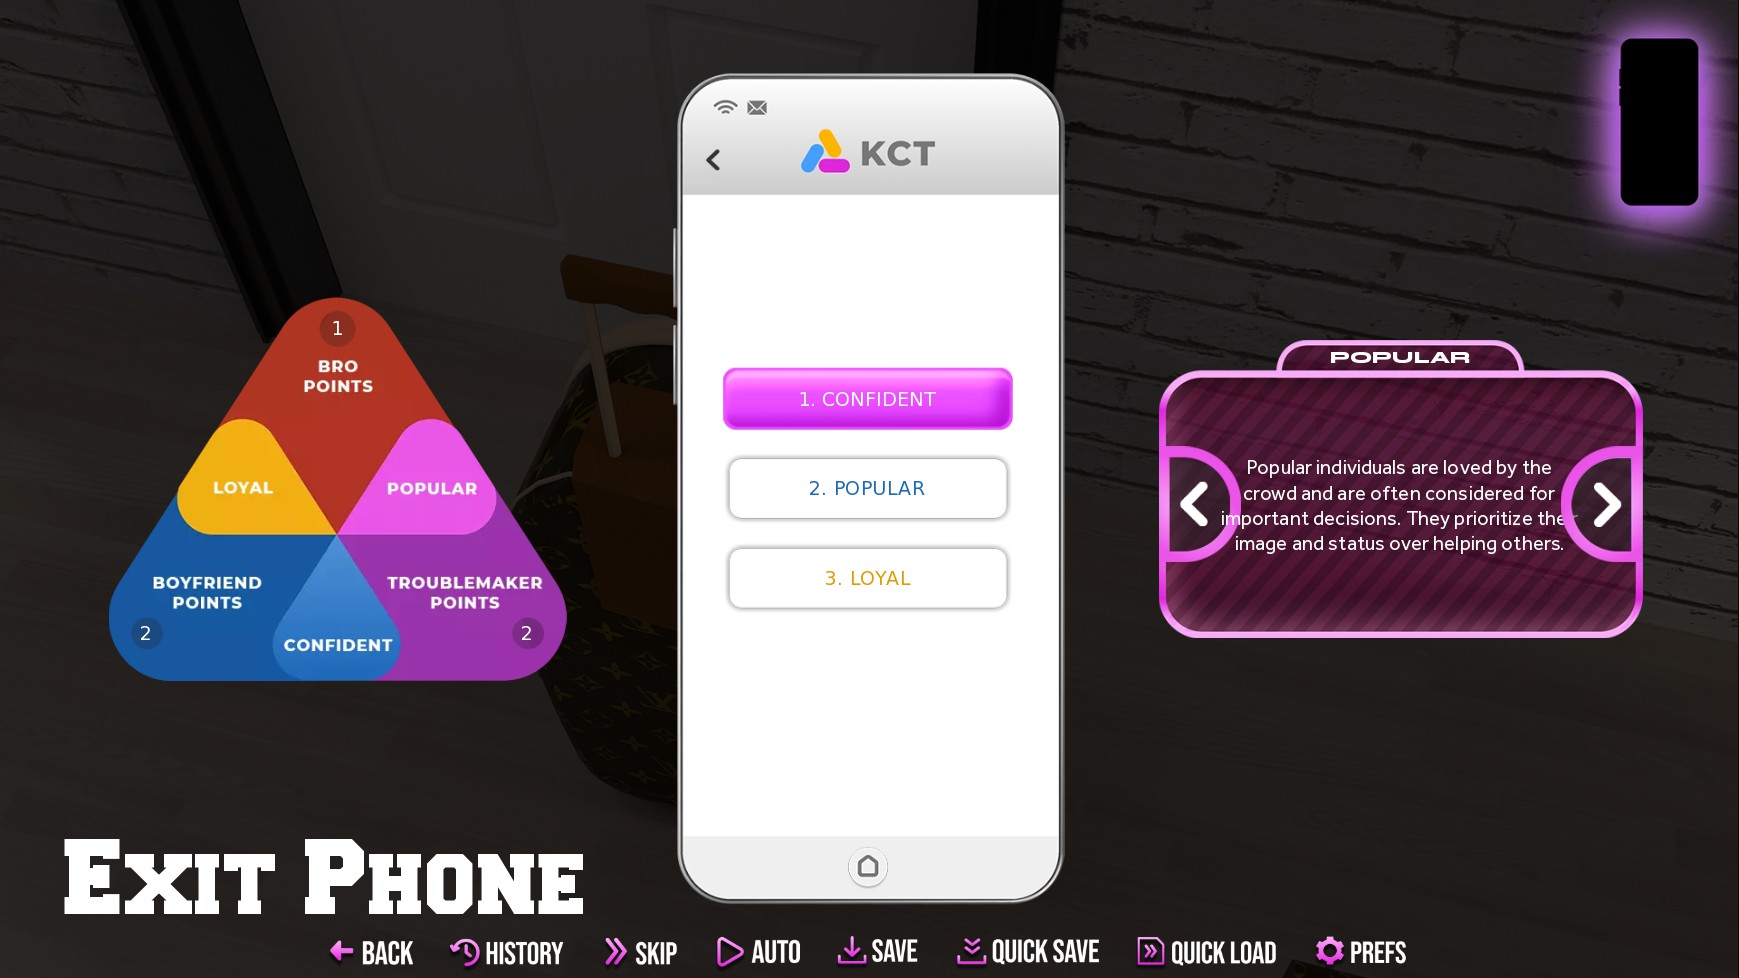 KCT
1
BRO
POINTS
LOYAL
POPULAR
BOYFRIEND
POINTS
2
TROUBLEMAKER
POINTS
2
CONFIDENT
1. CONFIDENT
2. POPULAR
3. LOYAL
POPULAR
Popular individuals are loved by the
crowd and are often considered for
important decisions. They prioritize
image and status over helping others.
EXIT PHONE
BACK
HISTORY
SKIP
AUTO
SAVE
QUICK SAVE
QUICK LOAD
PREFS